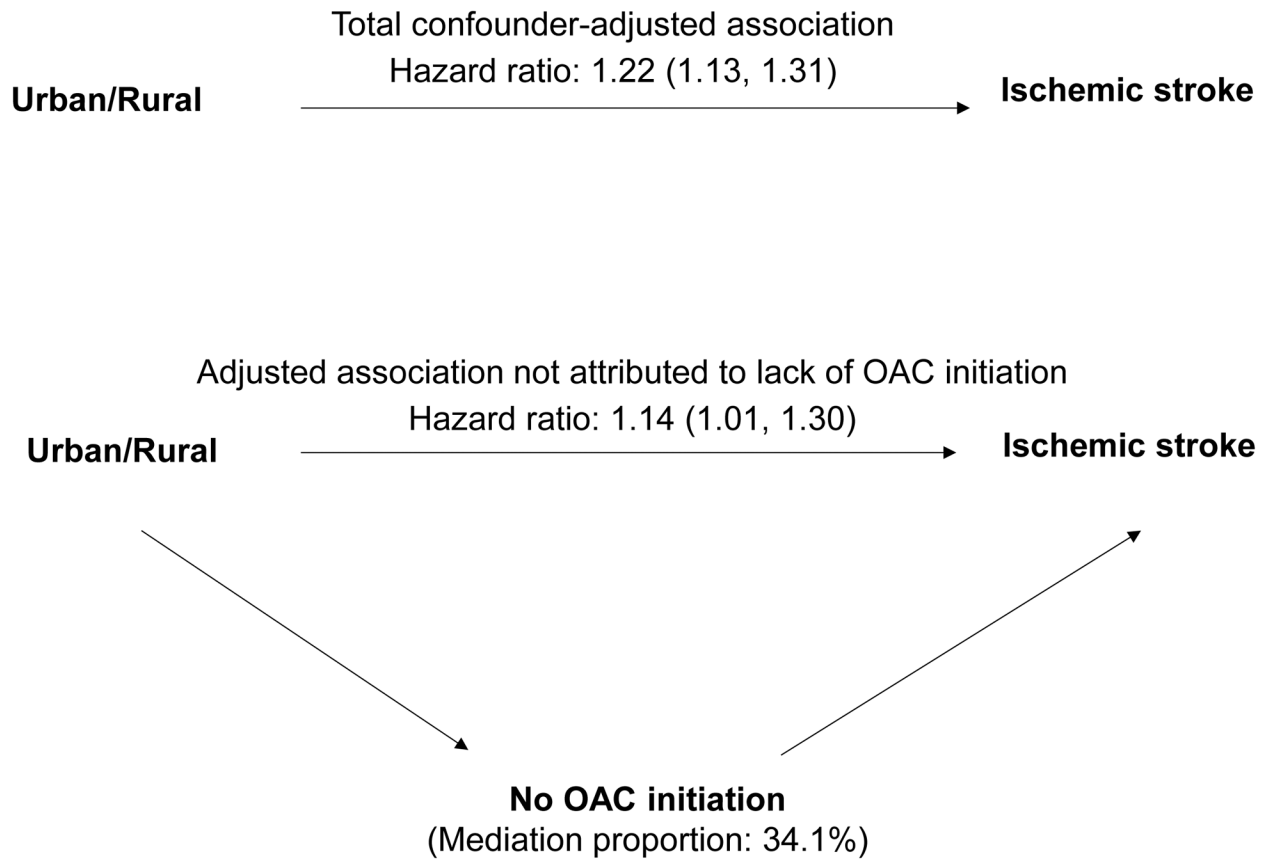 Total confounder-adjusted association
Hazard ratio: 1.22 (1.13, 1.31)
Urban/Rural
Ischemic stroke
Adjusted association not attributed to lack of OAC initiation
Hazard ratio: 1.14 (1.01, 1.30)
Urban/Rural
Ischemic stroke
No OAC initiation
(Mediation proportion: 34.1%)